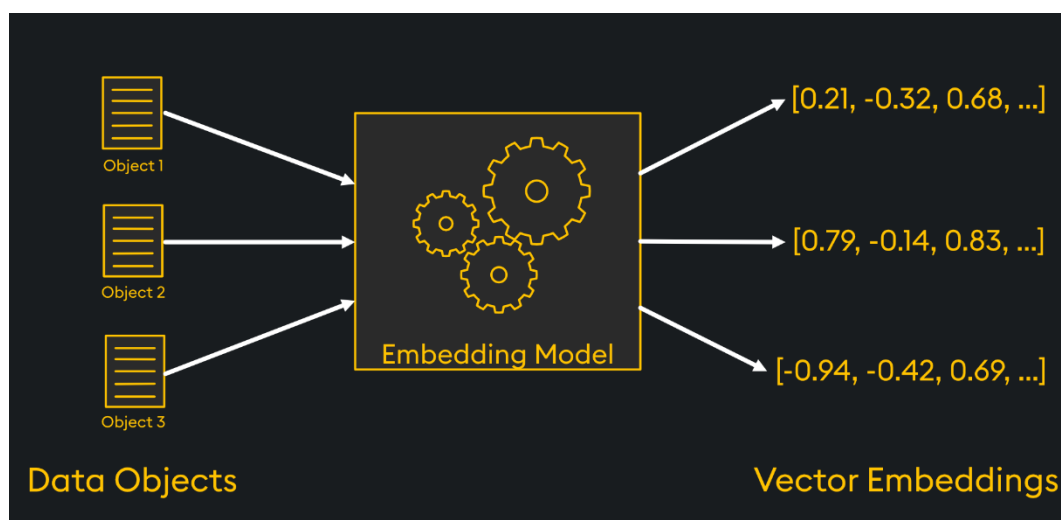 Object 1
Object 2
Object 3
Data Objects
Embedding Model
[0.21, -0.32, 0.68, ...]
[0.79, -0.14, 0.83, ...]
[-0.94, -0.42, 0.69, ...]
Vector Embeddings